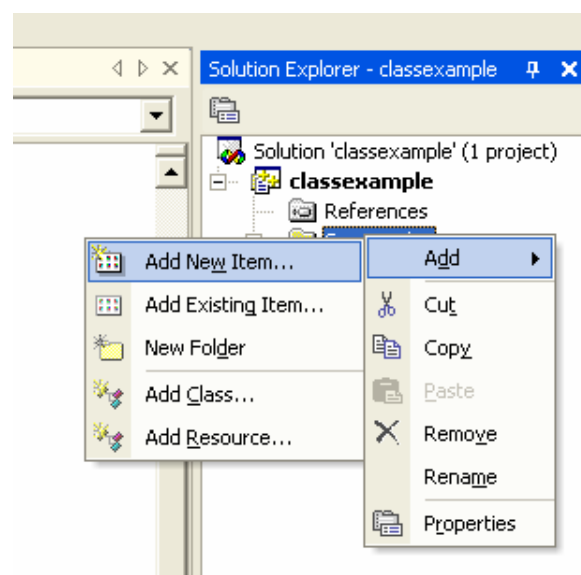 Solution Explorer - classexample
Solution 'classexample' (1 project)
classexample
References
Add New Item...
Add Existing Item...
New Folder
Add Class...
Add Resource...
Add
Cut
Copy
Paste
Remove
Rename
Properties